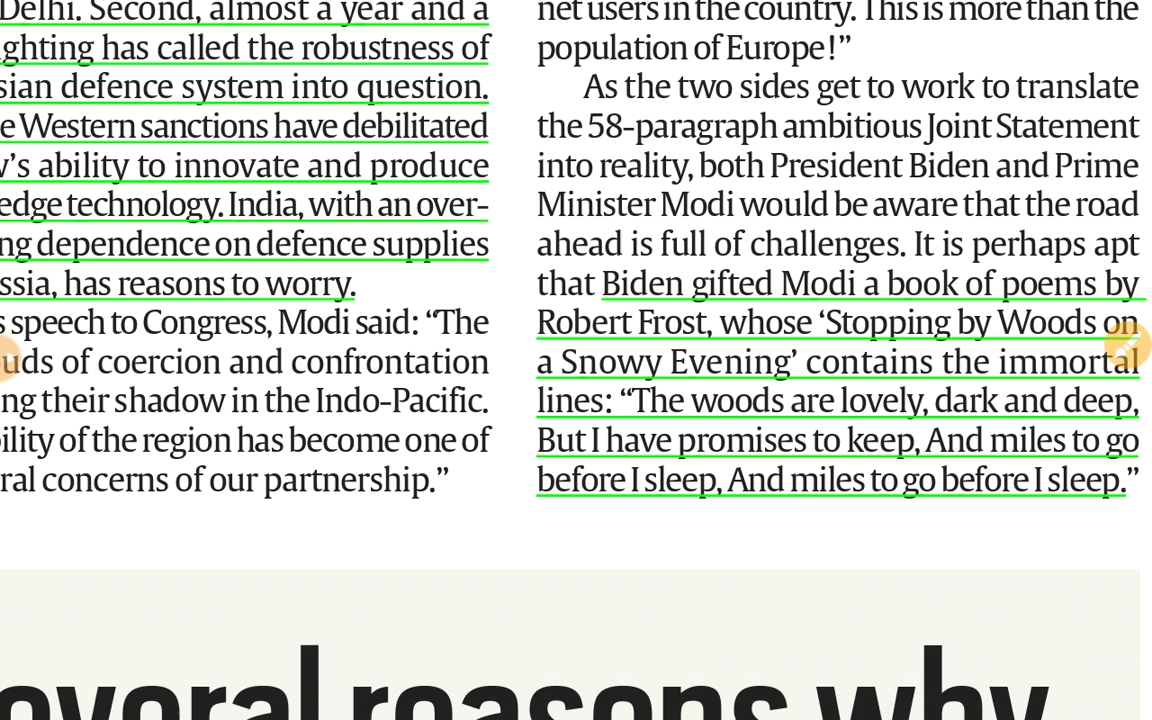 Delhi. Second, almost a year and a
ghting has called the robustness of
sian defence system into question.
e Western sanctions have debilitated
's ability to innovate and produce
edge technology. India, with an over-
ng dependence on defence supplies
ssia, has reasons to worry.
s speech to Congress, Modi said: “The
uds of coercion and confrontation
ng their shadow in the Indo-Pacific.
ility of the region has become one of
ral concerns of our partnership.”
net users in the country. This is more than the
population of Europe!”
As the two sides get to work to translate
the 58-paragraph ambitious Joint Statement
into reality, both President Biden and Prime
Minister Modi would be aware that the road
ahead is full of challenges. It is perhaps apt
that Biden gifted Modi a book of poems by
Robert Frost, whose ‘Stopping by Woods on
a Snowy Evening’ contains the immortal
lines: “The woods are lovely, dark and deep,
But I have promises to keep, And miles to go
before I sleep, And miles to go before I sleep.”
everal reasons why